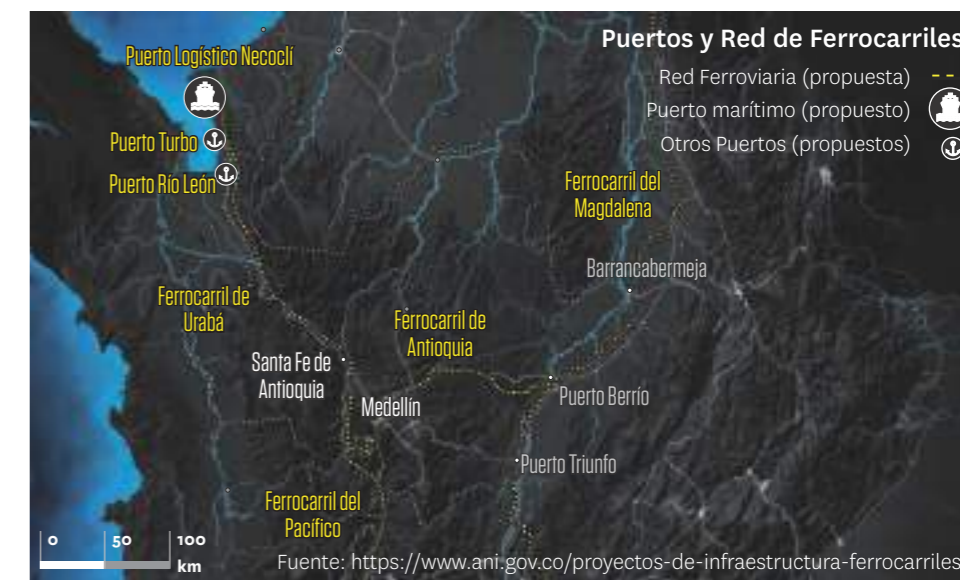 Puertos y Red de Ferrocarriles
Red Ferroviaria (propuesta)
Puerto marítimo (propuesto)
Otros Puertos (propuestos)
Puerto Logístico Necoclí
Puerto Turbo
Puerto Río León
Ferrocarril del
Magdalena
Barrancabermeja
Ferrocarril de
Urabá
Ferrocarril de
Antioquia
Santa Fe de
Antioquia
Medellín
Puerto Berrío
Puerto Triunfo
Ferrocarril del
Pacífico
0 50 100
km
Fuente: https://www.ani.gov.co/proyectos-de-infraestructura-ferrocarriles